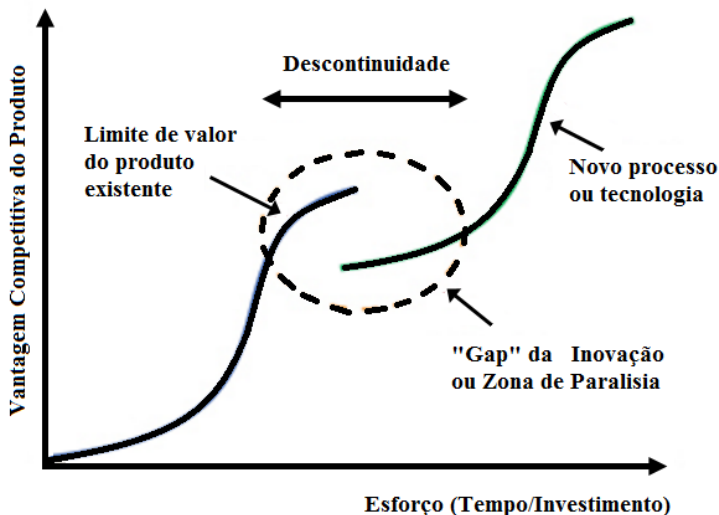 Descontinuidade
Limite de valor
do produto
existente
Novo processo
ou tecnologia
"Gap" da Inovação
ou Zona de Paralisia
Vantagem Competitiva do Produto
Esforço (Tempo/Investimento)